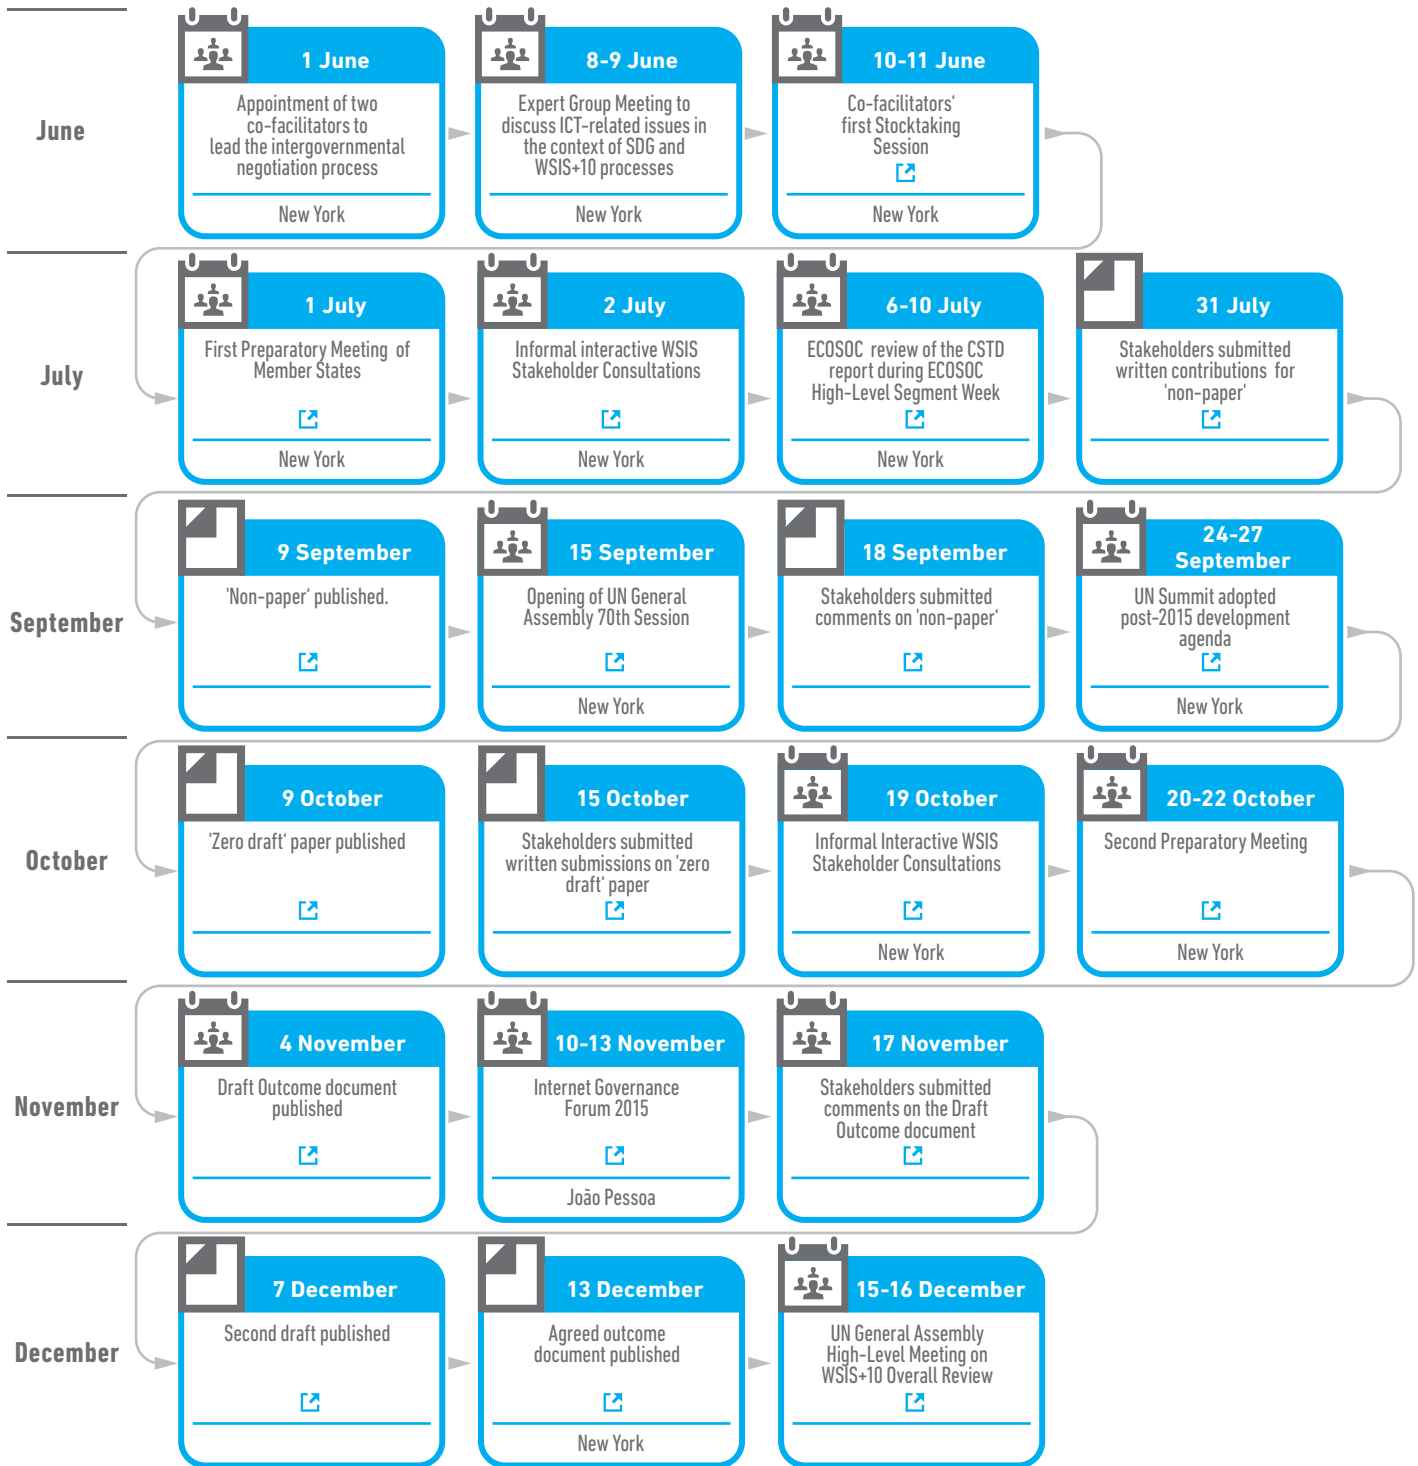 June
1 June
Appointment of two
co-facilitators to
lead the intergovernmental
negotiation process
New York
8-9 June
Expert Group Meeting to
discuss ICT-related issues in
the context of SDG and
WSIS+10 processes
New York
10-11 June
Co-facilitators‘
first Stocktaking
Session
New York
July
1 July
First Preparatory Meeting of
Member States
New York
2 July
Informal interactive WSIS
Stakeholder Consultations
New York
6-10 July
ECOSOC review of the CSTD
report during ECOSOC
High-Level Segment Week
New York
31 July
Stakeholders submitted
written contributions for
'non-paper'
September
9 September
'Non-paper‘ published.
15 September
Opening of UN General
Assembly 70th Session
New York
18 September
Stakeholders submitted
comments on 'non-paper‘
24-27
September
UN Summit adopted
post-2015 development
agenda
New York
October
9 October
'Zero draft‘ paper published
15 October
Stakeholders submitted
written submissions on 'zero
draft‘ paper
19 October
Informal Interactive WSIS
Stakeholder Consultations
New York
20-22 October
Second Preparatory Meeting
New York
November
4 November
Draft Outcome document
published
10-13 November
Internet Governance
Forum 2015
João Pessoa
17 November
Stakeholders submitted
comments on the Draft
Outcome document
December
7 December
Second draft published
13 December
Agreed outcome
document published
New York
15-16 December
UN General Assembly
High-Level Meeting on
WSIS+10 Overall Review